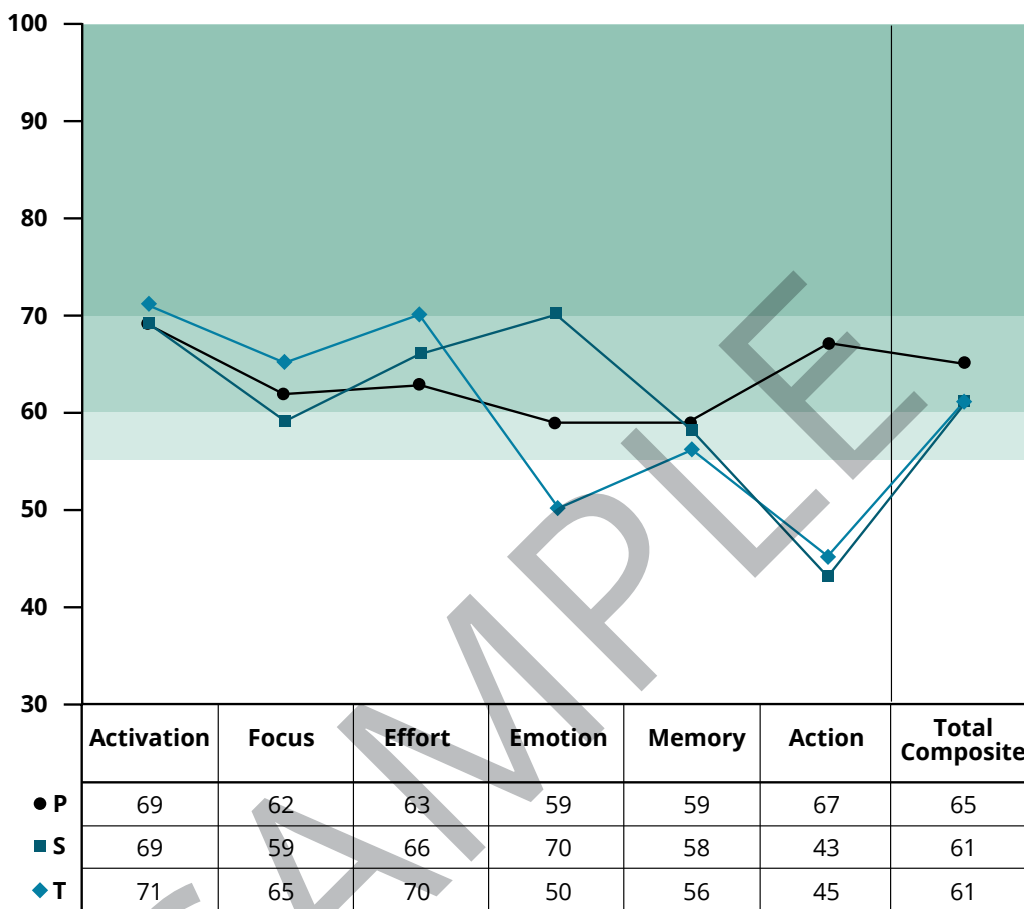 100
90
80
70
60
50
40
30
Activation Focus Effort Emotion Memory Action Total Composite
P 69 62 63 59 59 67 65
S 69 59 66 70 58 43 61
T 71 65 70 50 56 45 61
SAMPLE